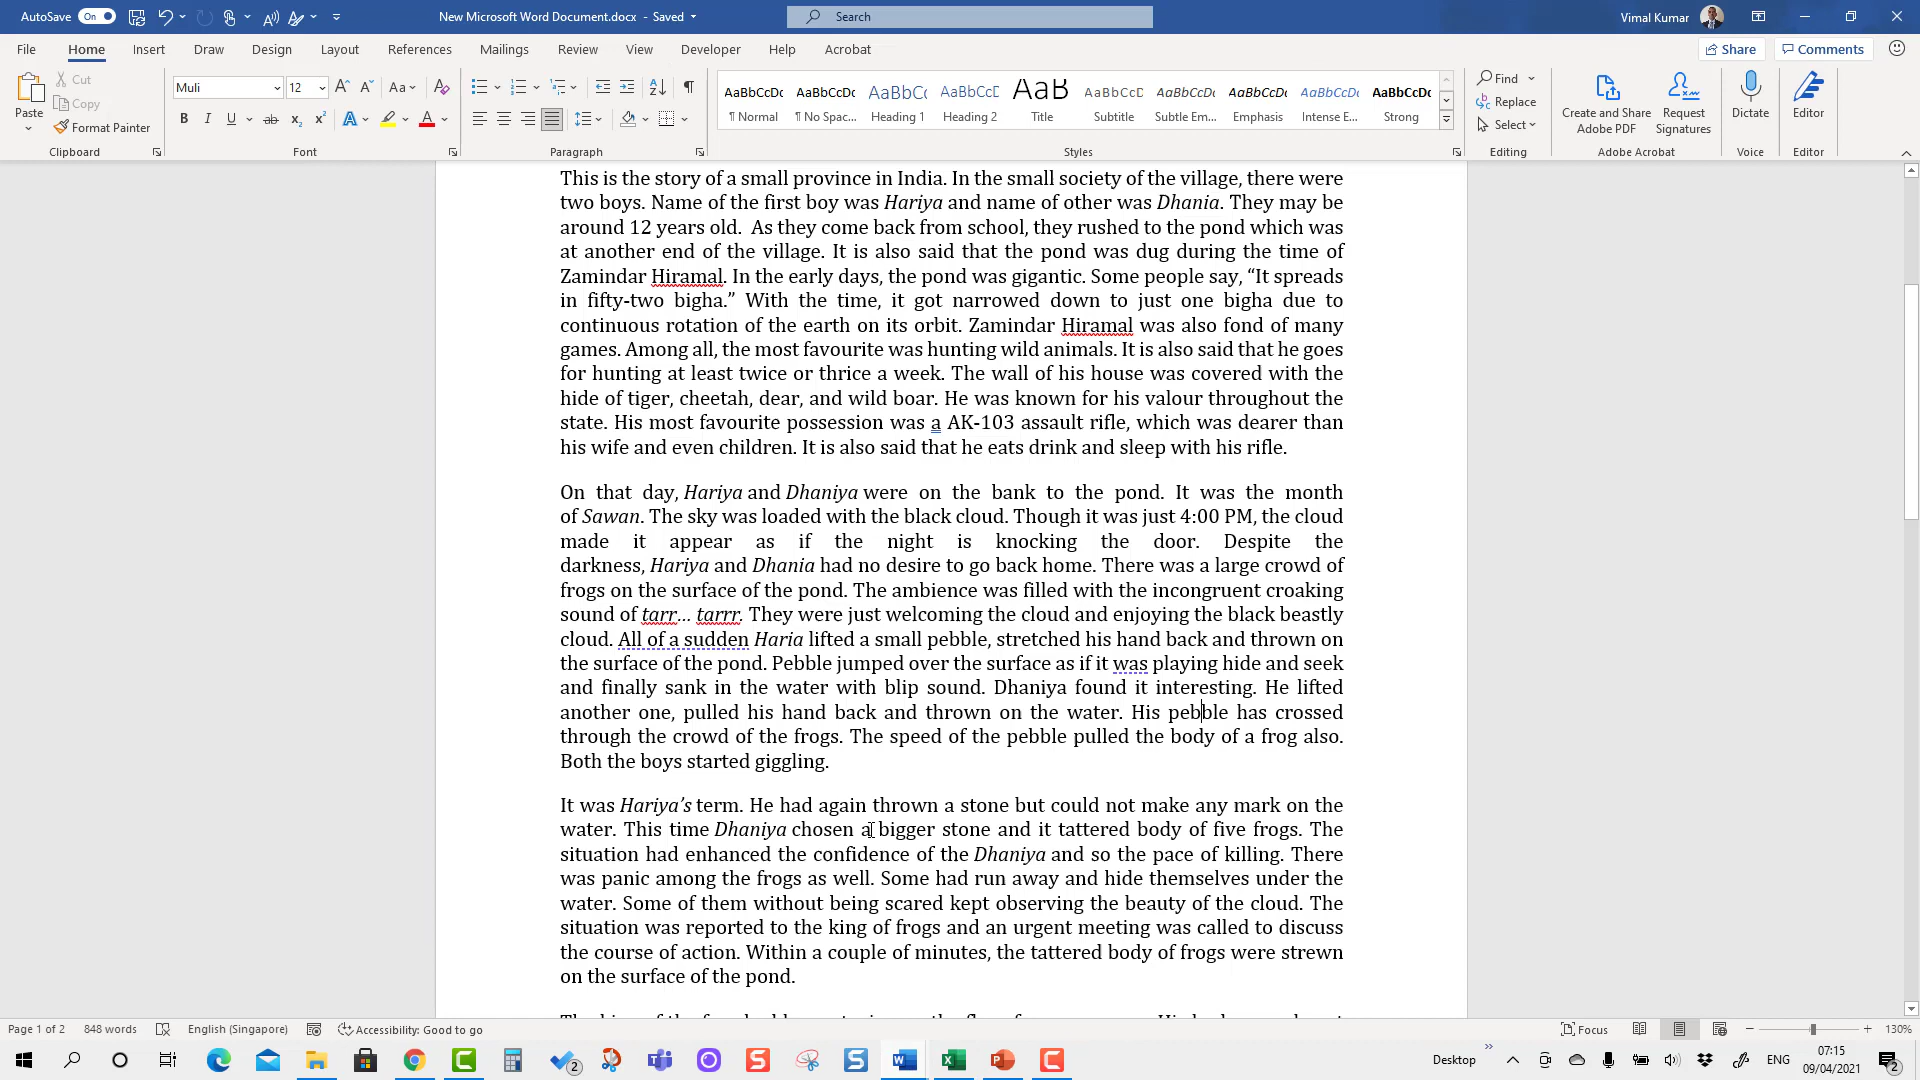 AutoSave On New Microsoft Word Document.docx - Saved Search Vimal Kumar
File Home Insert Draw Design Layout References Mailings Review View Developer Help Acrobat Share Comments
Paste Cut Copy Format Painter Clipboard
Muli 12 Font
Paragraph
AaBbCcDc ¶ Normal AaBbCcDc ¶ No Spac... AaBbCc Heading 1 AaBbCcD Heading 2 AaB Title AaBbCcD Subtitle AaBbCcDc Subtle Em... AaBbCcDc Emphasis AaBbCcDc Intense E... AaBbCcDc Strong Styles
Find Replace Select Editing
Create and Share Adobe PDF Request Signatures Adobe Acrobat
Dictate Voice
Editor Editor
This is the story of a small province in India. In the small society of the village, there were
two boys. Name of the first boy was Hariya and name of other was Dhania. They may be
around 12 years old.  As they come back from school, they rushed to the pond which was
at another end of the village. It is also said that the pond was dug during the time of
Zamindar Hiramal. In the early days, the pond was gigantic. Some people say, “It spreads
in fifty-two bigha.” With the time, it got narrowed down to just one bigha due to
continuous rotation of the earth on its orbit. Zamindar Hiramal was also fond of many
games. Among all, the most favourite was hunting wild animals. It is also said that he goes
for hunting at least twice or thrice a week. The wall of his house was covered with the
hide of tiger, cheetah, dear, and wild boar. He was known for his valour throughout the
state. His most favourite possession was a AK-103 assault rifle, which was dearer than
his wife and even children. It is also said that he eats drink and sleep with his rifle.
On that day, Hariya and Dhaniya were on the bank to the pond. It was the month
of Sawan. The sky was loaded with the black cloud. Though it was just 4:00 PM, the cloud
made it appear as if the night is knocking the door. Despite the
darkness, Hariya and Dhania had no desire to go back home. There was a large crowd of
frogs on the surface of the pond. The ambience was filled with the incongruent croaking
sound of tarr... tarrr. They were just welcoming the cloud and enjoying the black beastly
cloud. All of a sudden Haria lifted a small pebble, stretched his hand back and thrown on
the surface of the pond. Pebble jumped over the surface as if it was playing hide and seek
and finally sank in the water with blip sound. Dhaniya found it interesting. He lifted
another one, pulled his hand back and thrown on the water. His pebble has crossed
through the crowd of the frogs. The speed of the pebble pulled the body of a frog also.
Both the boys started giggling.
It was Hariya’s term. He had again thrown a stone but could not make any mark on the
water. This time Dhaniya chosen a bigger stone and it tattered body of five frogs. The
situation had enhanced the confidence of the Dhaniya and so the pace of killing. There
was panic among the frogs as well. Some had run away and hide themselves under the
water. Some of them without being scared kept observing the beauty of the cloud. The
situation was reported to the king of frogs and an urgent meeting was called to discuss
the course of action. Within a couple of minutes, the tattered body of frogs were strewn
on the surface of the pond.
Page 1 of 2 848 words English (Singapore) Accessibility: Good to go Focus 130%
Desktop ENG 07:15
09/04/2021